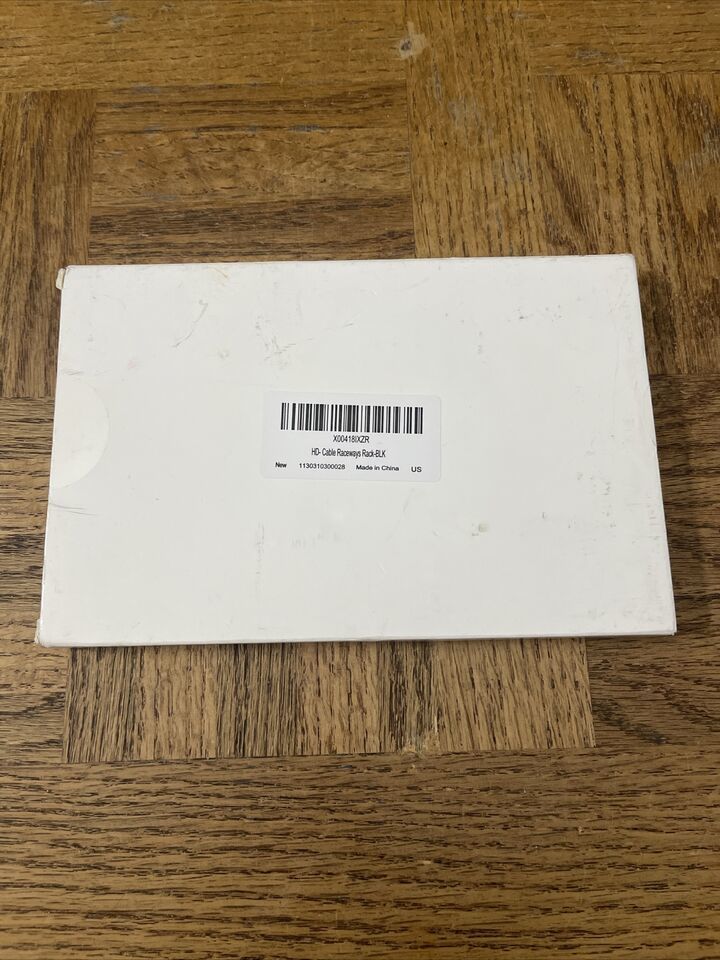 X00418IXZR
HD- Cable Raceways Rack-BLK
New 1130310300028 Made in China US